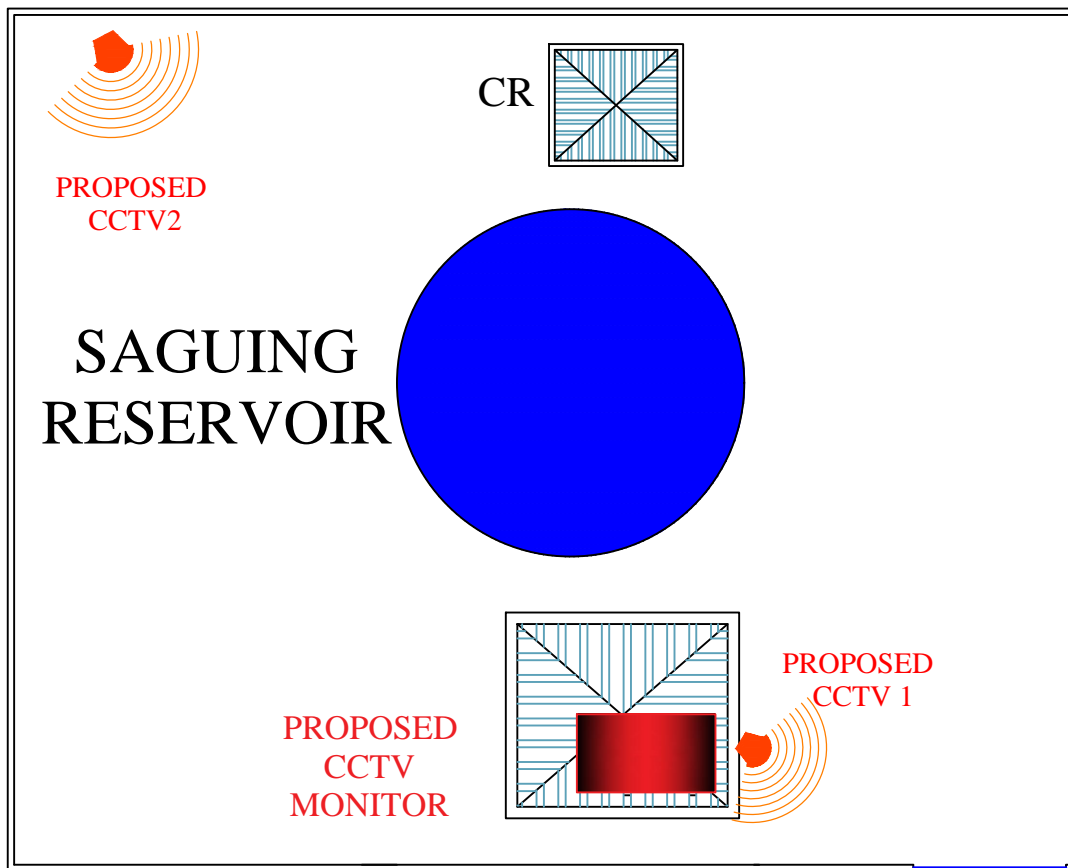 CR
PROPOSED
CCTV2
SAGUING
RESERVOIR
PROPOSED
CCTV 1
PROPOSED
CCTV
MONITOR